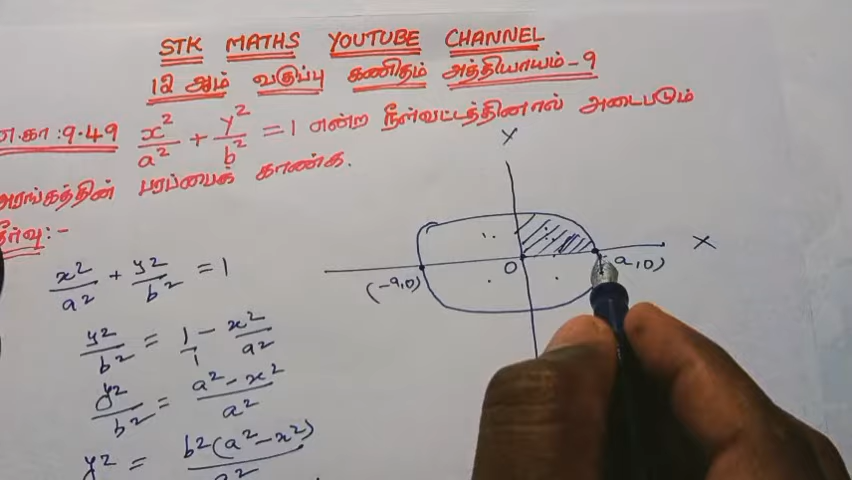 STK MATHS YOUTUBE CHANNEL
12 ஆம் வகுப்பு கணிதம் அத்தியாயம்-9
எ.கா:9.49 x²/a² + y²/b² = 1 என்ற நீள்வட்டத்தினால் அடைபடும்
அரங்கத்தின் பரப்பைக் காண்க.
தீர்வு:-
x²/a² + y²/b² = 1
y²/b² = 1/1 - x²/a²
y²/b² = a²-x²/a²
y² = b²(a²-x²)/a²
Y
X
O
(-a,0)
a,0)